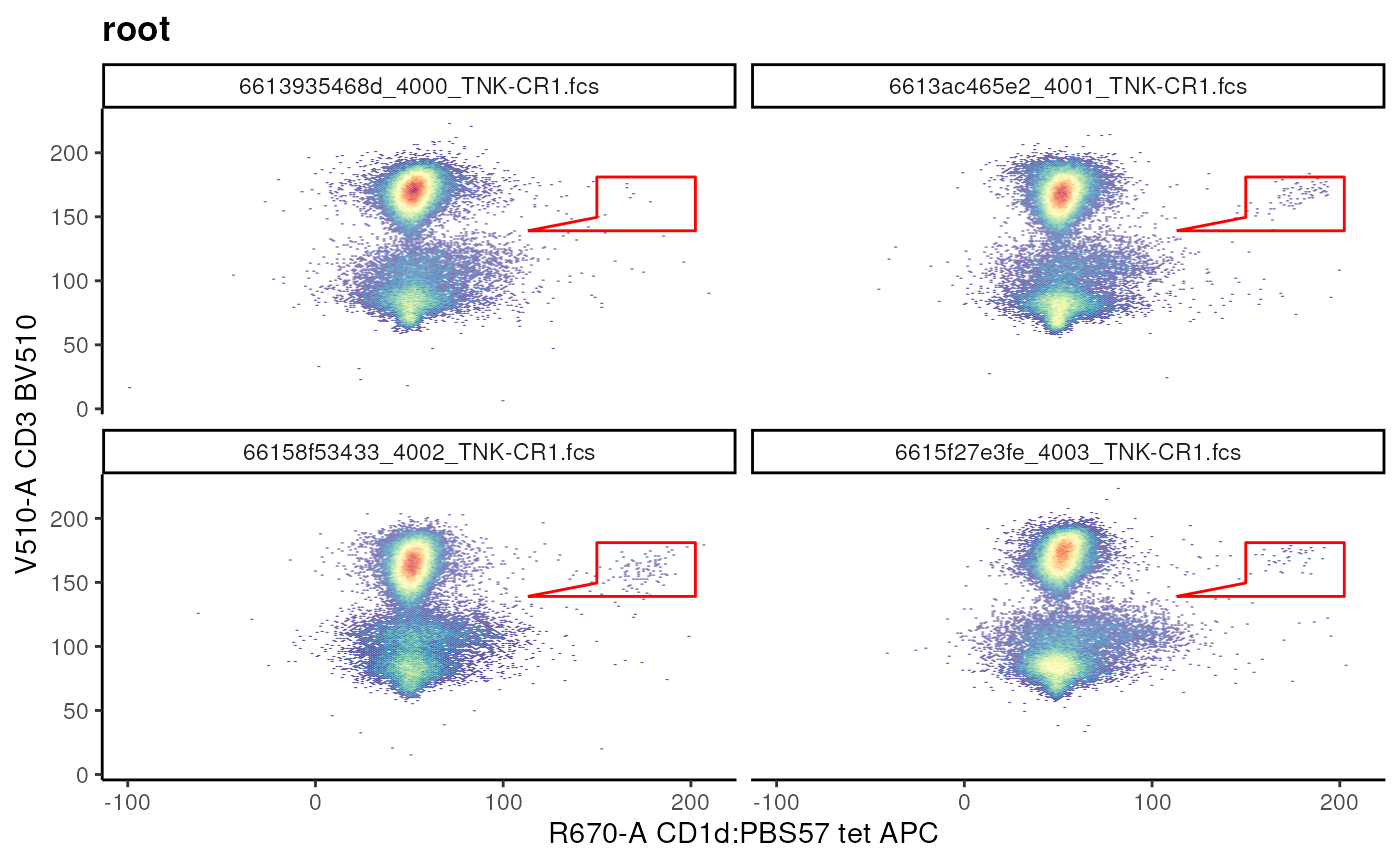 root
6613935468d_4000_TNK-CR1.fcs
6613ac465e2_4001_TNK-CR1.fcs
200
150
100
50
0
66158f53433_4002_TNK-CR1.fcs
6615f27e3fe_4003_TNK-CR1.fcs
200
150
100
50
0
V510-A CD3 BV510
-100 0 100 200
-100 0 100 200
R670-A CD1d:PBS57 tet APC